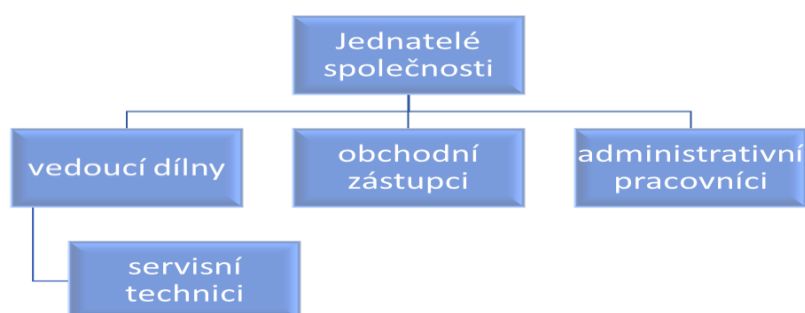 Jednatelé
společnosti
vedoucí dílny
obchodní
zástupci
administrativní
pracovníci
servisní
technici